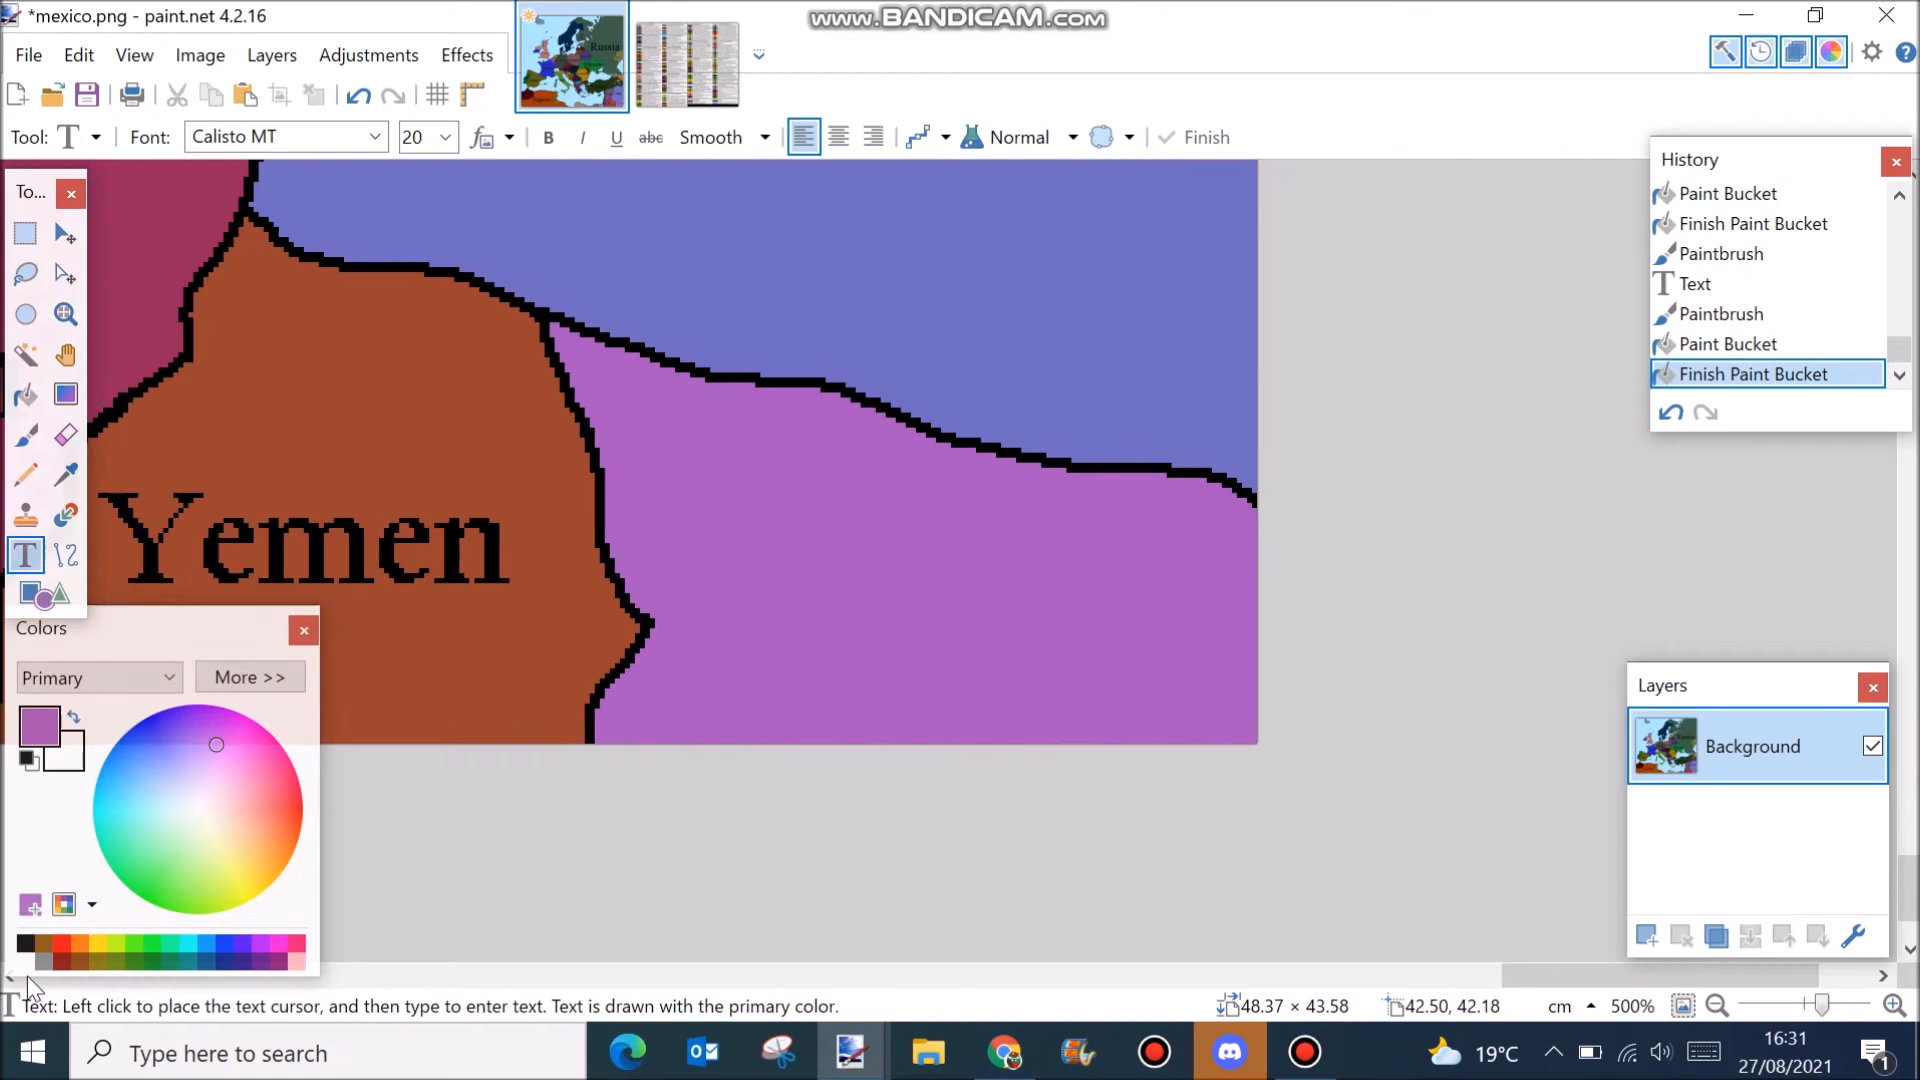 *mexico.png - paint.net 4.2.16
www.BANDICAM.com
File Edit View Image Layers Adjustments Effects
Russia
Tool: Font: Calisto MT 20 B I U abc Smooth Normal Finish
To...
History
Paint Bucket
Finish Paint Bucket
Paintbrush
Text
Paintbrush
Paint Bucket
Finish Paint Bucket
Yemen
Colors
Primary More >>
Layers
Background
Text: Left click to place the text cursor, and then type to enter text. Text is drawn with the primary color.
48.37 × 43.58 42.50, 42.18 cm 500%
Type here to search
19°C
16:31
27/08/2021
1